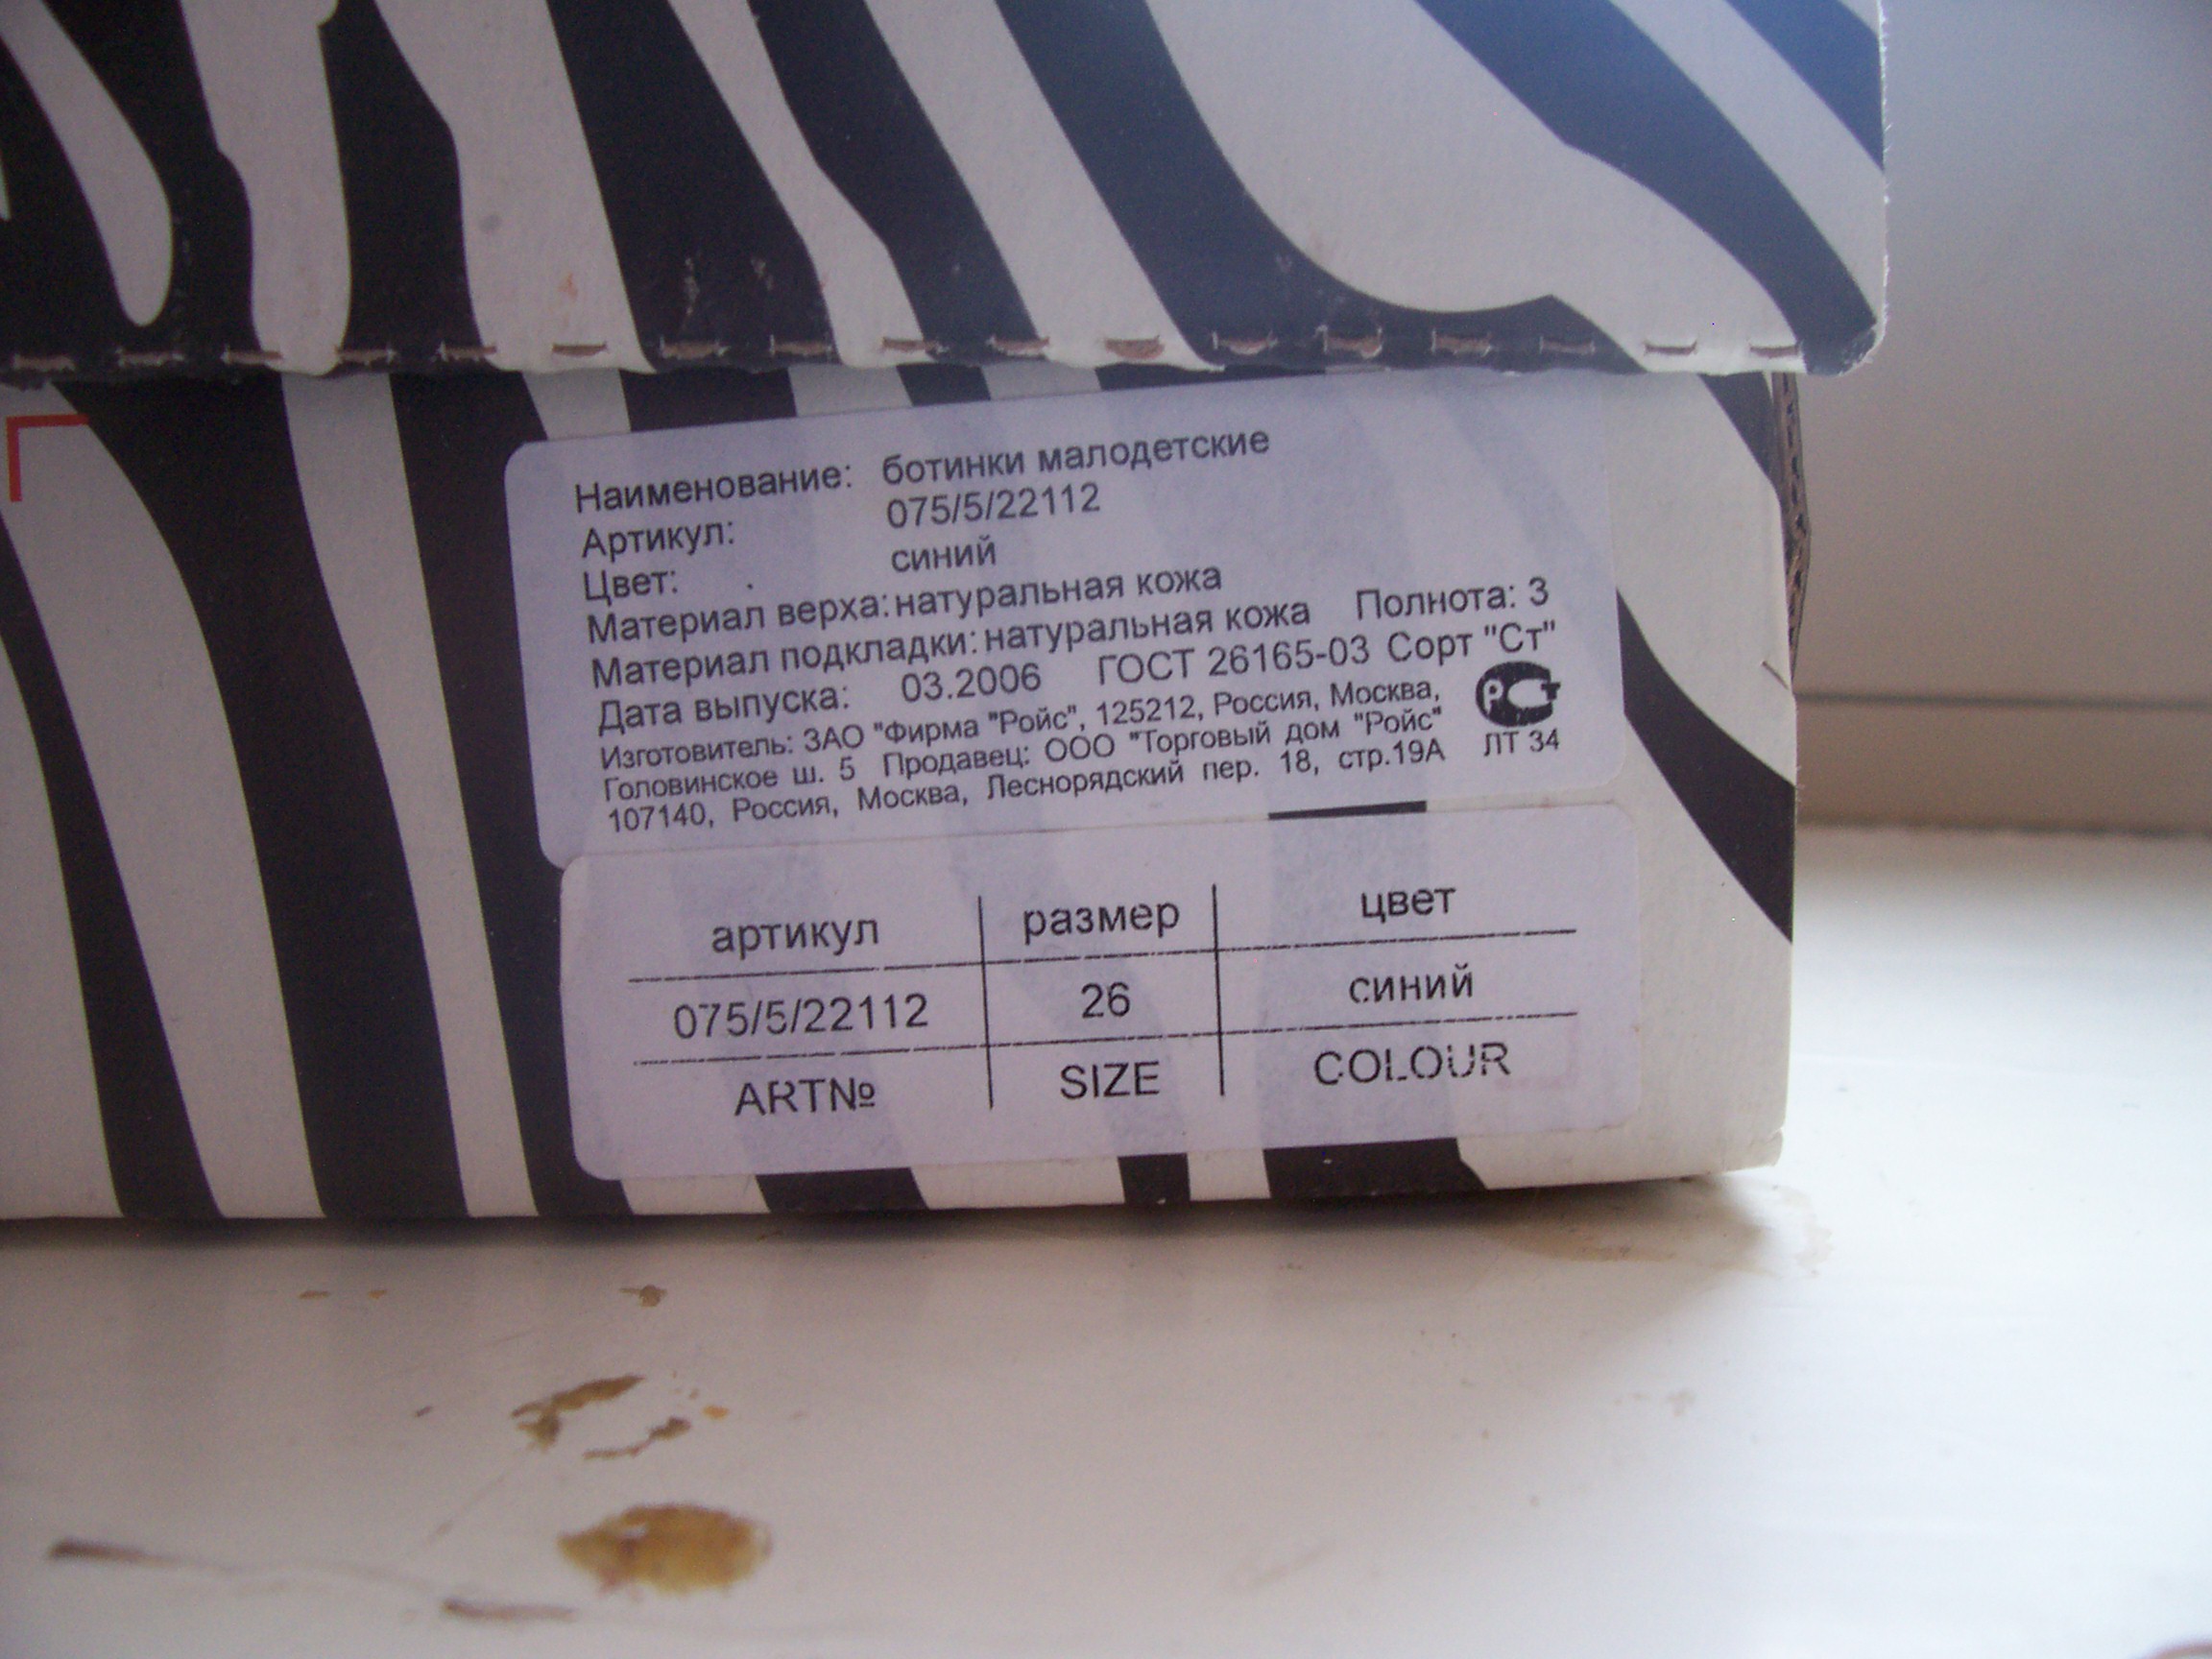 Наименование: ботинки малодетские
Артикул: 075/5/22112
Цвет: синий
Материал верха: натуральная кожа
Материал подкладки: натуральная кожа Полнота: 3
Дата выпуска: 03.2006 ГОСТ 26165-03 Сорт "Ст"
Изготовитель: ЗАО "Фирма "Ройс", 125212, Россия, Москва,
Головинское ш. 5 Продавец: ООО "Торговый дом "Ройс"
107140, Россия, Москва, Леснорядский пер. 18, стр.19А
РСТ
ЛТ 34
артикул размер цвет
075/5/22112 26 синий
ART№ SIZE COLOUR